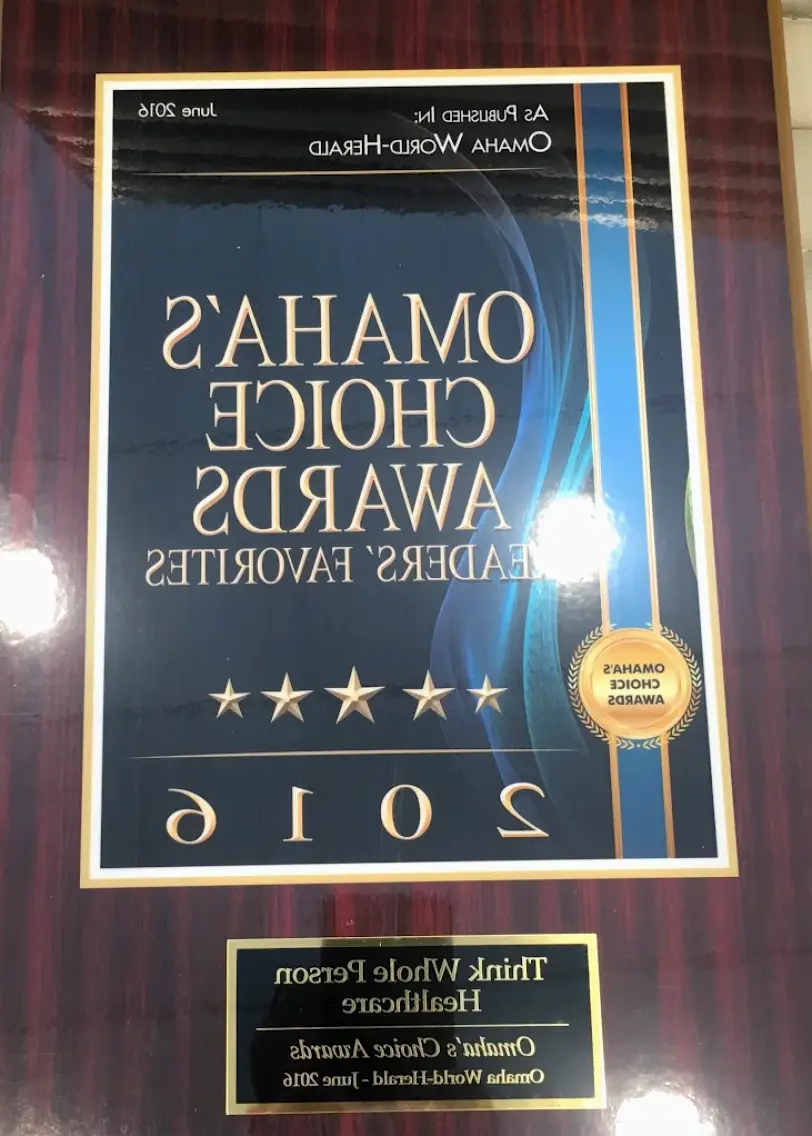 As Published In:
Omaha World-Herald
June 2016
OMAHA'S
CHOICE
AWARDS
READERS' FAVORITES
OMAHA'S
CHOICE
AWARDS
2016
Think Whole Person
Healthcare
Omaha's Choice Awards
Omaha World-Herald - June 2016